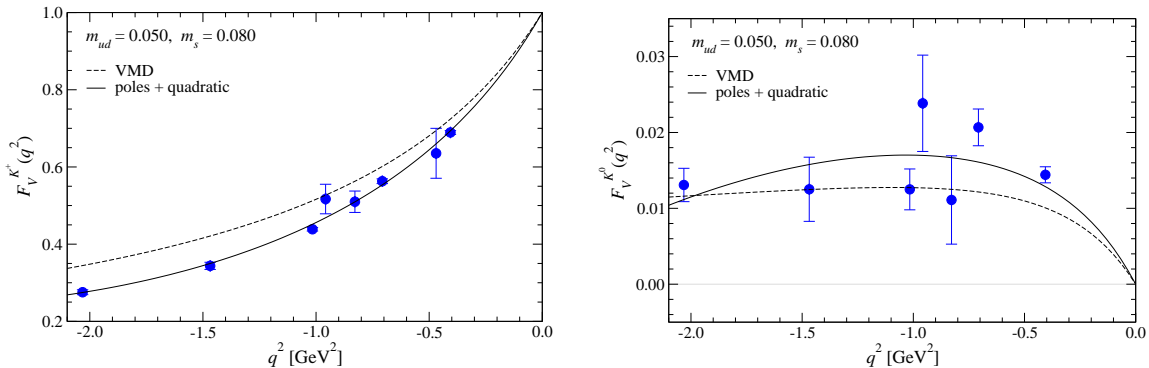 m_ud = 0.050, m_s = 0.080
VMD
poles + quadratic
1.0
0.8
0.6
0.4
0.2
F_V^{K^+}(q^2)
-2.0 -1.5 -1.0 -0.5 0.0
q^2 [GeV^2]
m_ud = 0.050, m_s = 0.080
VMD
poles + quadratic
0.03
0.02
0.01
0.00
F_V^{K^0}(q^2)
-2.0 -1.5 -1.0 -0.5 0.0
q^2 [GeV^2]